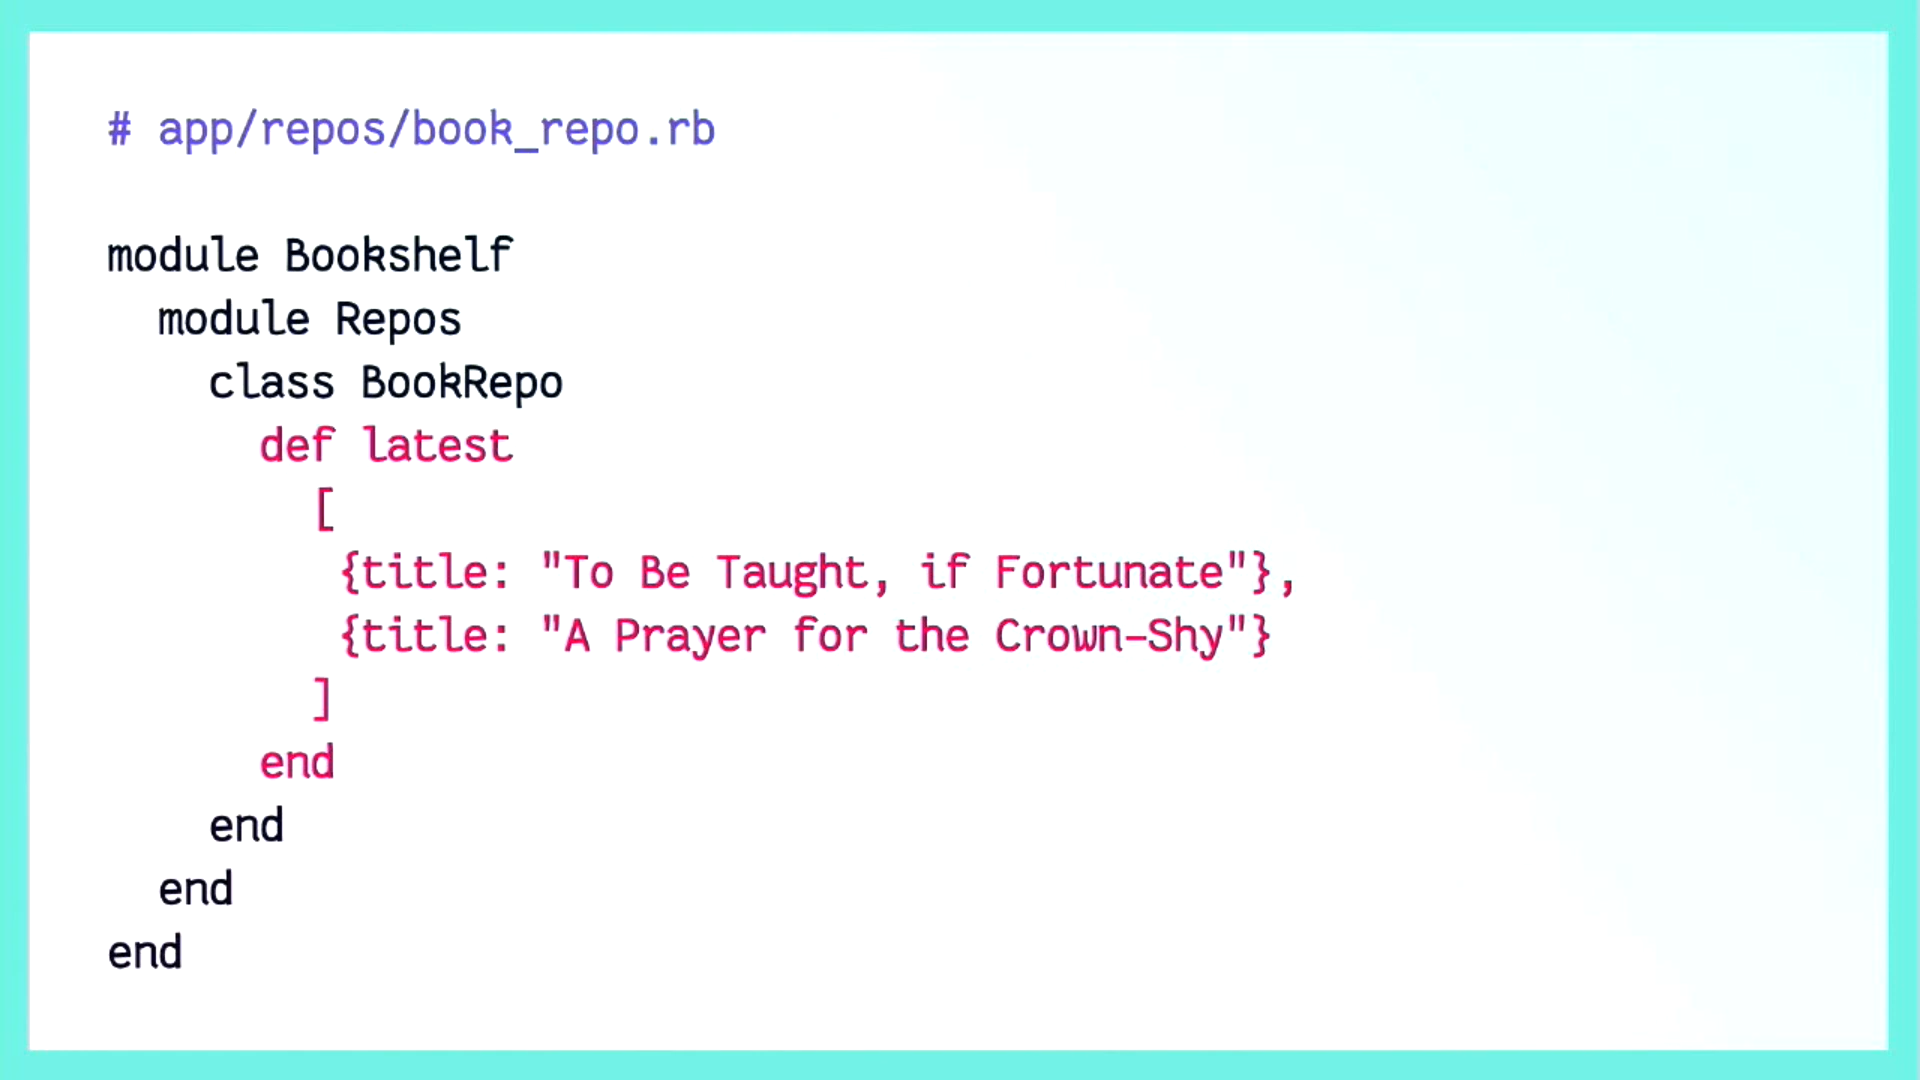 # app/repos/book_repo.rb

module Bookshelf
  module Repos
    class BookRepo
      def latest
        [
         {title: "To Be Taught, if Fortunate"},
         {title: "A Prayer for the Crown-Shy"}
        ]
      end
    end
  end
end